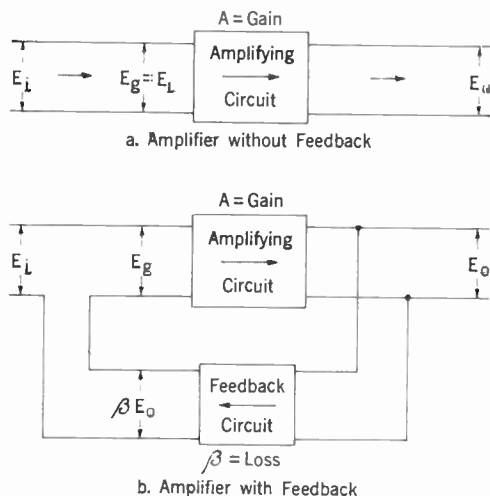 A = Gain
Amplifying
Circuit
E_i
E_g = E_i
a. Amplifier without Feedback
A = Gain
Amplifying
Circuit
E_i
E_g
E_o
Feedback
Circuit
βE_o
β = Loss
b. Amplifier with Feedback